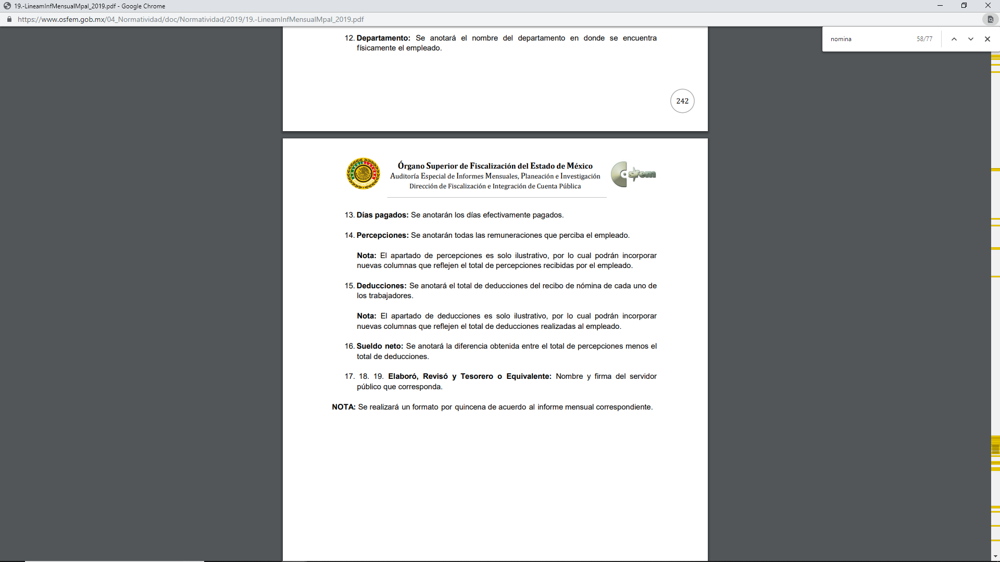 19.-LineamInfMensualMpal_2019.pdf - Google Chrome
https://www.osfem.gob.mx/04_Normatividad/doc/Normatividad/2019/19.-LineamInfMensualMpal_2019.pdf
nomina 58/77
12. Departamento: Se anotará el nombre del departamento en donde se encuentra
físicamente el empleado.
242
Órgano Superior de Fiscalización del Estado de México
Auditoría Especial de Informes Mensuales, Planeación e Investigación
Dirección de Fiscalización e Integración de Cuenta Pública
osfem
13. Días pagados: Se anotarán los días efectivamente pagados.
14. Percepciones: Se anotarán todas las remuneraciones que perciba el empleado.
Nota: El apartado de percepciones es solo ilustrativo, por lo cual podrán incorporar
nuevas columnas que reflejen el total de percepciones recibidas por el empleado.
15. Deducciones: Se anotará el total de deducciones del recibo de nómina de cada uno de
los trabajadores.
Nota: El apartado de deducciones es solo ilustrativo, por lo cual podrán incorporar
nuevas columnas que reflejen el total de deducciones realizadas al empleado.
16. Sueldo neto: Se anotará la diferencia obtenida entre el total de percepciones menos el
total de deducciones.
17. 18. 19. Elaboró, Revisó y Tesorero o Equivalente: Nombre y firma del servidor
público que corresponda.
NOTA: Se realizará un formato por quincena de acuerdo al informe mensual correspondiente.